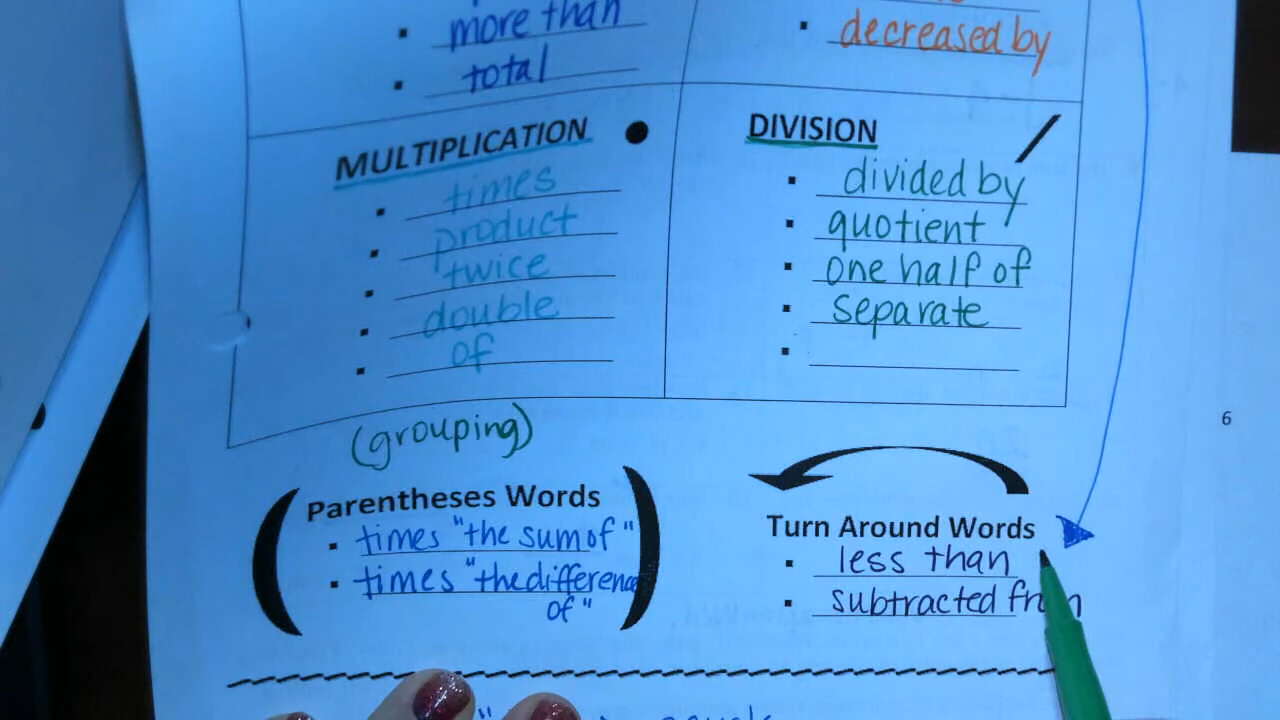 more than
decreased by
total
MULTIPLICATION
times
product
twice
double
of
DIVISION
divided by
quotient
one half of
separate
(grouping)
6
Parentheses Words
times "the sum of"
times "the difference
of"
Turn Around Words
less than
subtracted from